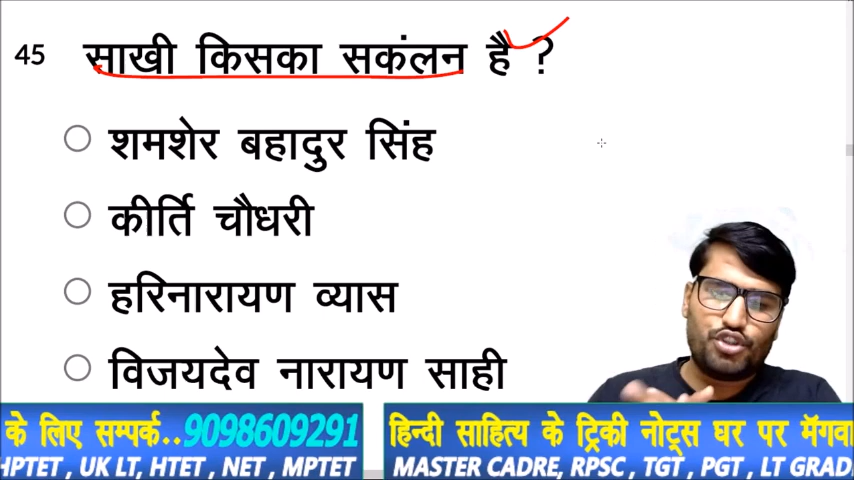 45 साखी किसका सकंलन है ?
शमशेर बहादुर सिंह
कीर्ति चौधरी
हरिनारायण व्यास
विजयदेव नारायण साही
के लिए सम्पर्क..9098609291
हिन्दी साहित्य के ट्रिकी नोट्स घर पर मॅगवा
HPTET , UK LT, HTET , NET , MPTET
MASTER CADRE, RPSC , TGT , PGT , LT GRAD